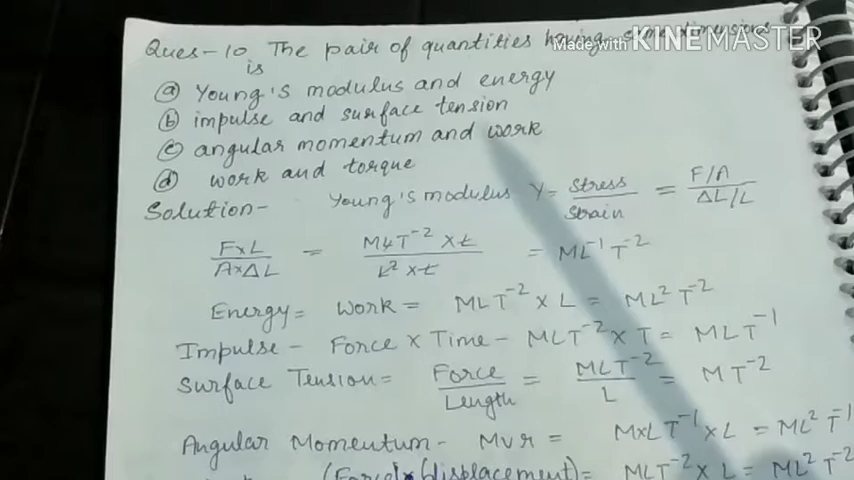 Ques-10 The pair of quantities having same dimensions
is
Made with KINEMASTER
(a) Young's modulus and energy
(b) impulse and surface tension
(c) angular momentum and work
(d) work and torque
Solution- Young's modulus Y = Stress/Strain = F/A / ΔL/L
F×L / A×ΔL = MLT⁻² × L / L² × L = ML⁻¹T⁻²
Energy = Work = MLT⁻² × L = ML²T⁻²
Impulse - Force × Time - MLT⁻² × T = MLT⁻¹
Surface Tension = Force/Length = MLT⁻²/L = MT⁻²
Angular Momentum - MVr = M×LT⁻¹×L = ML²T⁻¹
(Force)×(displacement) = MLT⁻² × L = ML²T⁻²